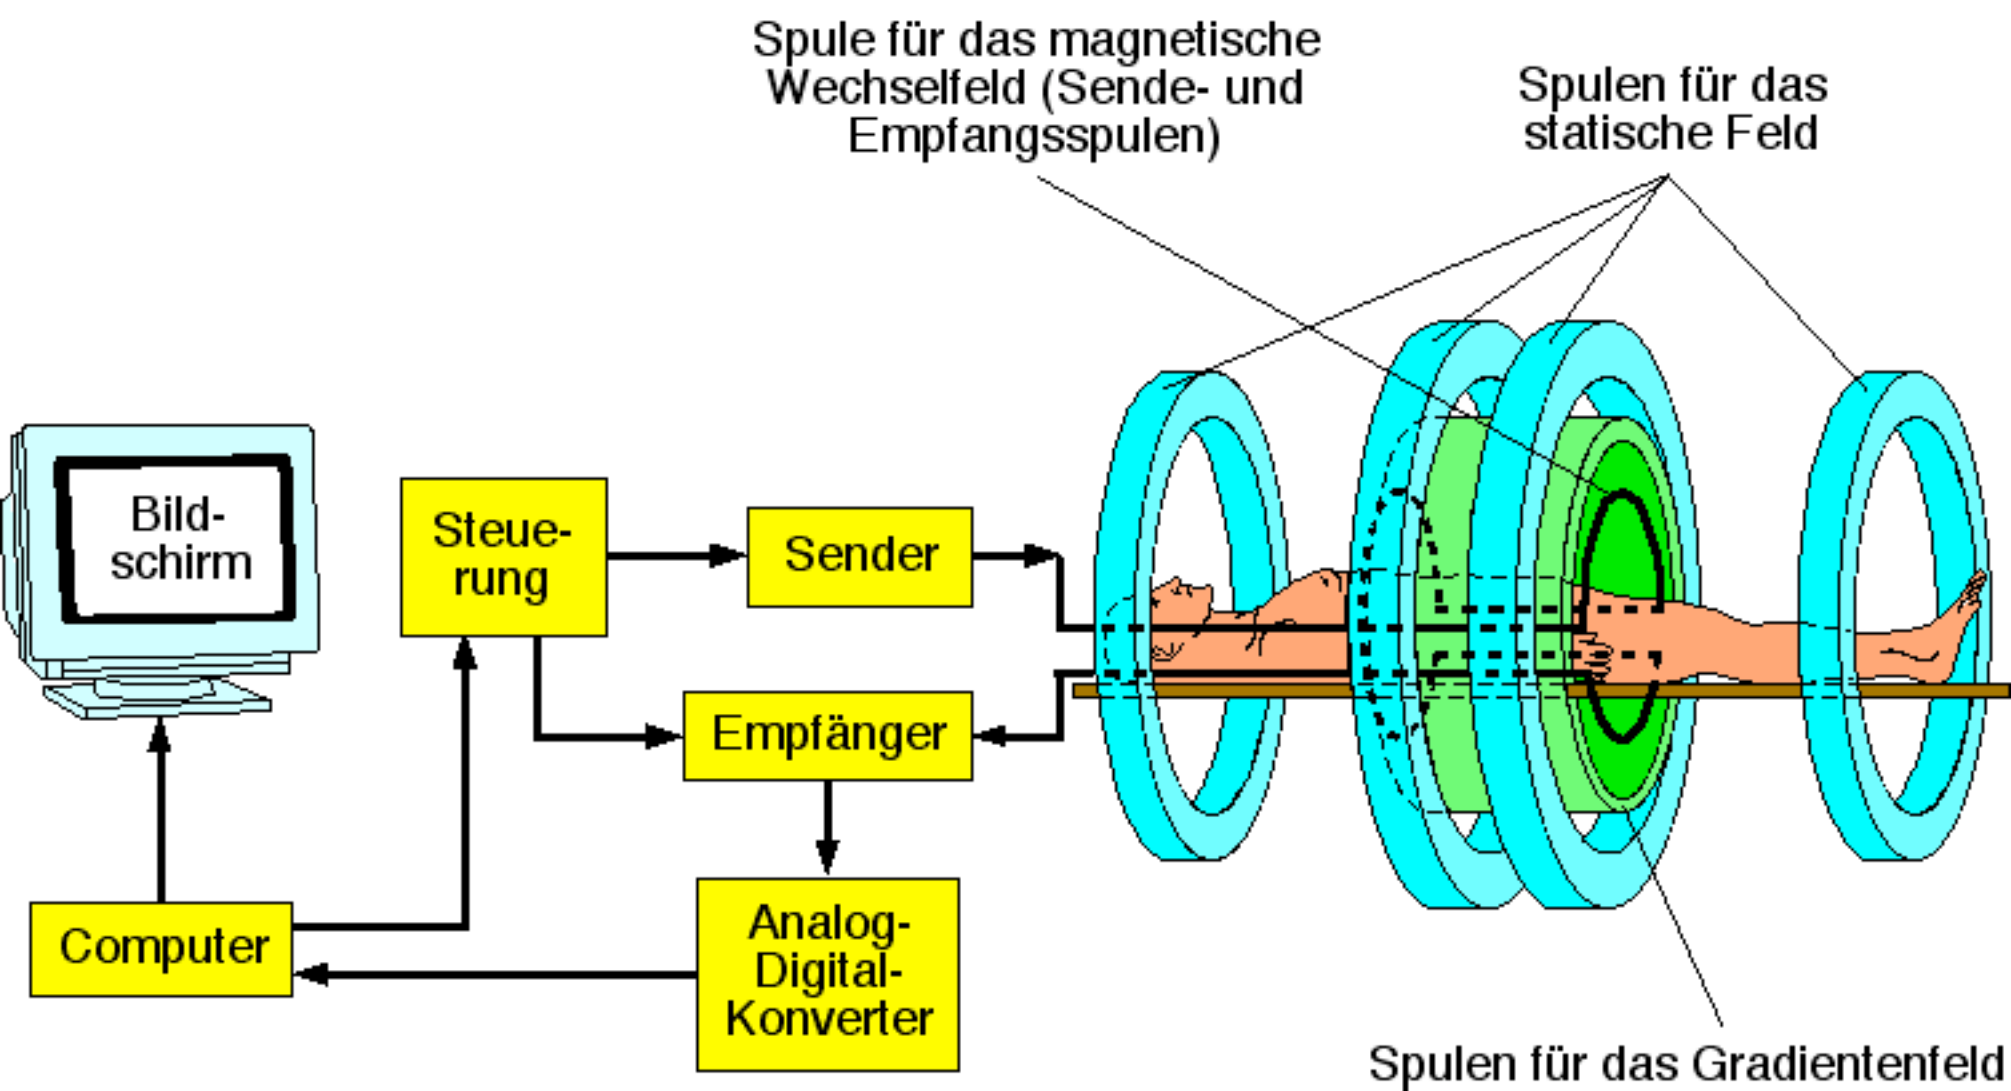 Spule für das magnetische
Wechselfeld (Sende- und
Empfangsspulen)
Spulen für das
statische Feld
Bild-
schirm
Steue-
rung
Sender
Empfänger
Computer
Analog-
Digital-
Konverter
Spulen für das Gradientenfeld